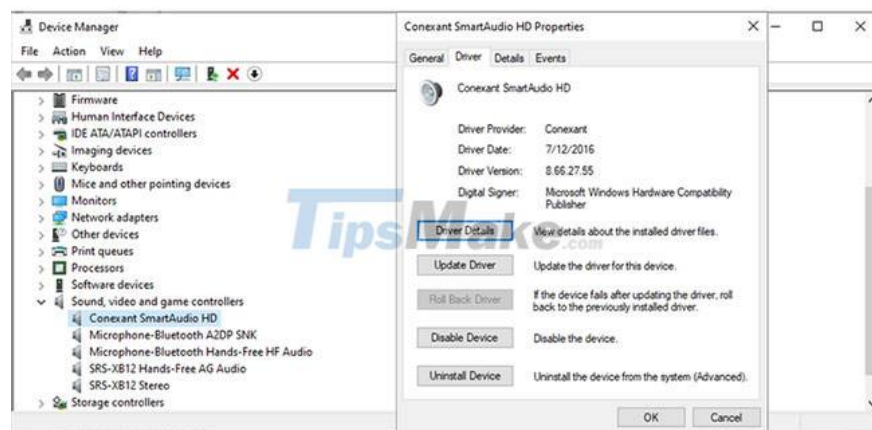 Device Manager
File Action View Help
Firmware
Human Interface Devices
IDE ATA/ATAPI controllers
Imaging devices
Keyboards
Mice and other pointing devices
Monitors
Network adapters
Other devices
Print queues
Processors
Software devices
Sound, video and game controllers
Conexant SmartAudio HD
Microphone-Bluetooth A2DP SNK
Microphone-Bluetooth Hands-Free HF Audio
SRS-XB12 Hands-Free AG Audio
SRS-XB12 Stereo
Storage controllers
Conexant SmartAudio HD Properties
General Driver Details Events
Conexant SmartAudio HD
Driver Provider: Conexant
Driver Date: 7/12/2016
Driver Version: 8.66.27.55
Digital Signer: Microsoft Windows Hardware Compatibility
Publisher
Driver Details View details about the installed driver files.
Update Driver Update the driver for this device.
Roll Back Driver If the device fails after updating the driver, roll
back to the previously installed driver.
Disable Device Disable the device.
Uninstall Device Uninstall the device from the system (Advanced).
OK Cancel
TipsMake.com